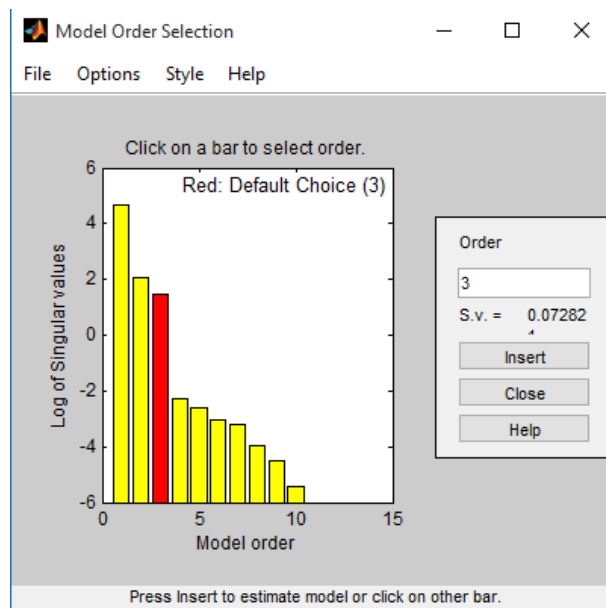 Model Order Selection
File Options Style Help
Click on a bar to select order.
Red: Default Choice (3)
6
4
2
0
-2
-4
-6
0 5 10 15
Log of Singular values
Model order
Order
3
S.v. = 0.07282
Insert
Close
Help
Press Insert to estimate model or click on other bar.